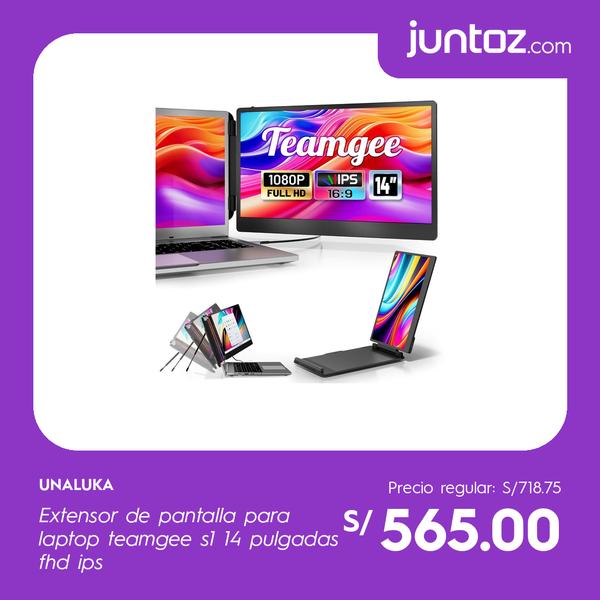 juntoz.com
Teamgee
1080P
FULL HD
IPS
16:9
14"
UNALUKA
Extensor de pantalla para
laptop teamgee s1 14 pulgadas
fhd ips
Precio regular: S/718.75
S/ 565.00